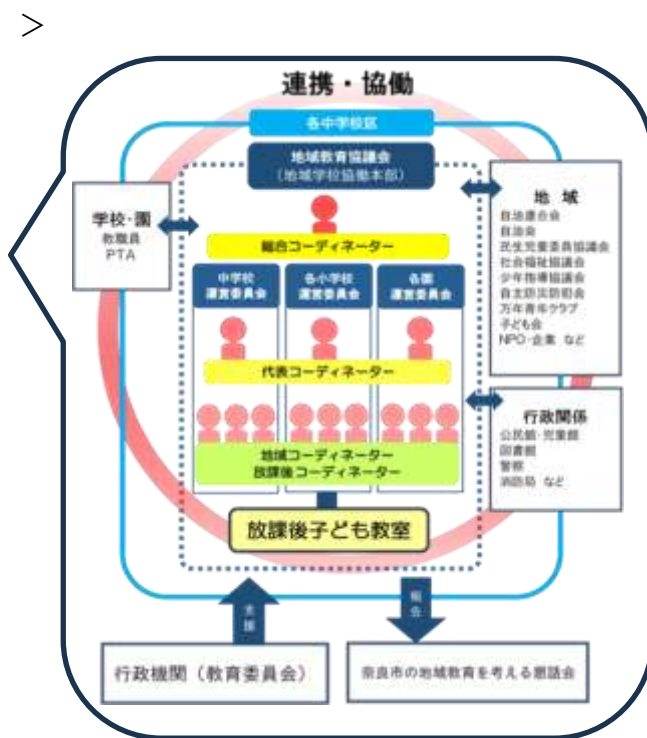 >
連携・協働
各中学校区
地域教育協議会
(地域学校協働本部)
学校・園
教職員
PTA
総合コーディネーター
中学校
運営委員会
各小学校
運営委員会
各園
運営委員会
代表コーディネーター
地域コーディネーター
放課後コーディネーター
放課後子ども教室
地 域
自治連合会
自治会
民生児童委員協議会
社会福祉協議会
少年指導協議会
自主防災防犯会
万年青年クラブ
子ども会
NPO・企業 など
行政関係
公民館・児童館
図書館
警察
消防局 など
支援
報告
行政機関(教育委員会)
奈良市の地域教育を考える懇話会